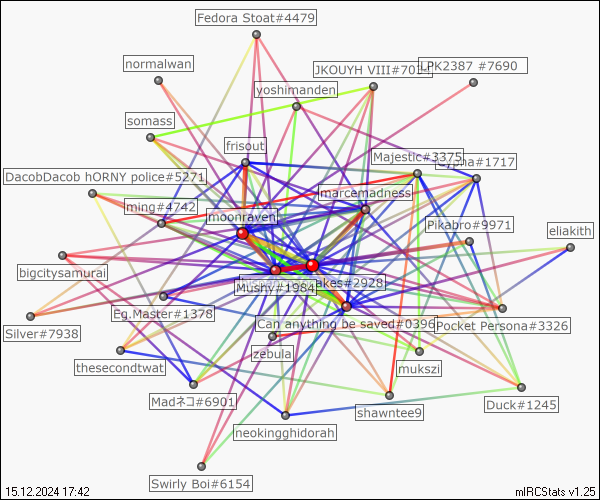 Fedora Stoat#4479
normalwan
JKOUYH VIII#70
LPK2387 #7690
yoshimanden
somass
frisout
Majestic#3375
ypha#1717
DacobDacob hORNY police#5271
marcemadness
ming#4742
moonraven
Pikabro#9971
eliakith
bigcitysamurai
Mushy#1984
akes#2928
Eg.Master#1378
Can anything be saved#0396
Pocket Persona#3326
Silver#7938
zebula
thesecondtwat
mukszi
Madネコ#6901
shawntee9
Duck#1245
neokingghidorah
Swirly Boi#6154
15.12.2024 17:42
mIRCStats v1.25